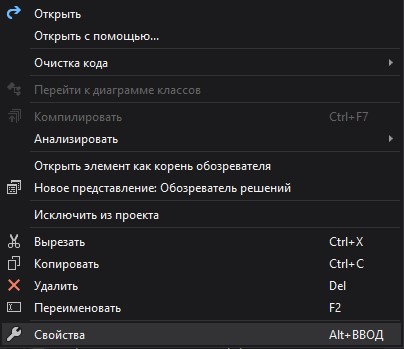 Открыть
Открыть с помощью...
Очистка кода
Перейти к диаграмме классов
Компилировать Ctrl+F7
Анализировать
Открыть элемент как корень обозревателя
Новое представление: Обозреватель решений
Исключить из проекта
Вырезать Ctrl+X
Копировать Ctrl+C
Удалить Del
Переименовать F2
Свойства Alt+ВВОД